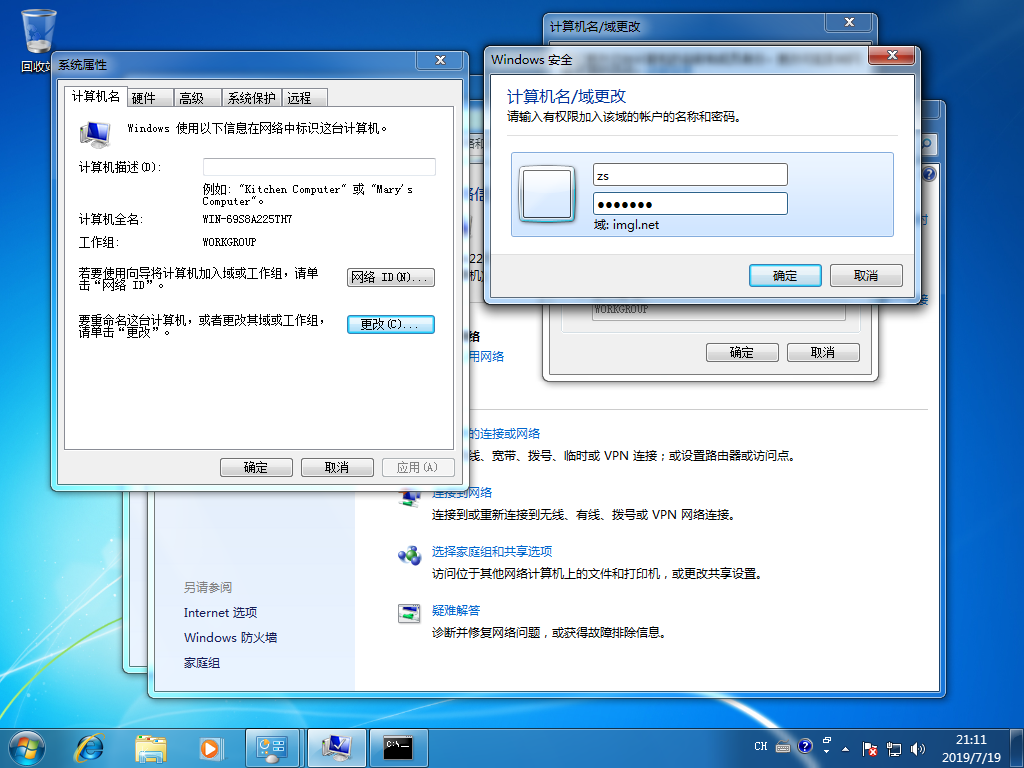 回收站
系统属性
计算机名
硬件
高级
系统保护
远程
Windows 使用以下信息在网络中标识这台计算机。
计算机描述(D):
例如: "Kitchen Computer" 或 "Mary's
Computer"。
计算机全名:
WIN-69S8A225TH7
工作组:
WORKGROUP
若要使用向导将计算机加入域或工作组，请单
击“网络 ID”。
网络 ID(N)...
要重命名这台计算机，或者更改其域或工作组，
请单击“更改”。
更改(C)...
确定
取消
应用(A)
计算机名/域更改
Windows 安全
计算机名/域更改
请输入有权限加入该域的帐户的名称和密码。
zs
●●●●●●●
域: imgl.net
确定
取消
WORKGROUP
确定
取消
络
用网络
的连接或网络
线、宽带、拨号、临时或 VPN 连接；或设置路由器或访问点。
连接到网络
连接到或重新连接到无线、有线、拨号或 VPN 网络连接。
选择家庭组和共享选项
访问位于其他网络计算机上的文件和打印机，或更改共享设置。
疑难解答
诊断并修复网络问题，或获得故障排除信息。
另请参阅
Internet 选项
Windows 防火墙
家庭组
C:\
CH
21:11
2019/7/19